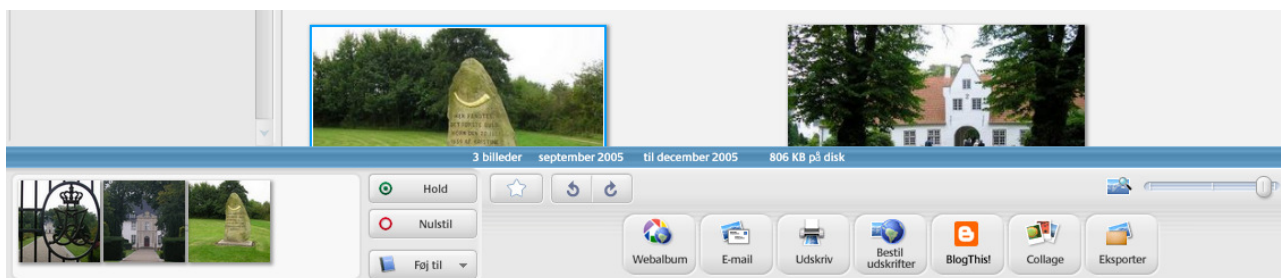 3 billeder september 2005 til december 2005 806 KB på disk
Hold
Nulstil
Føj til
Webalbum
E-mail
Udskriv
Bestil
udskrifter
BlogThis!
Collage
Eksporter